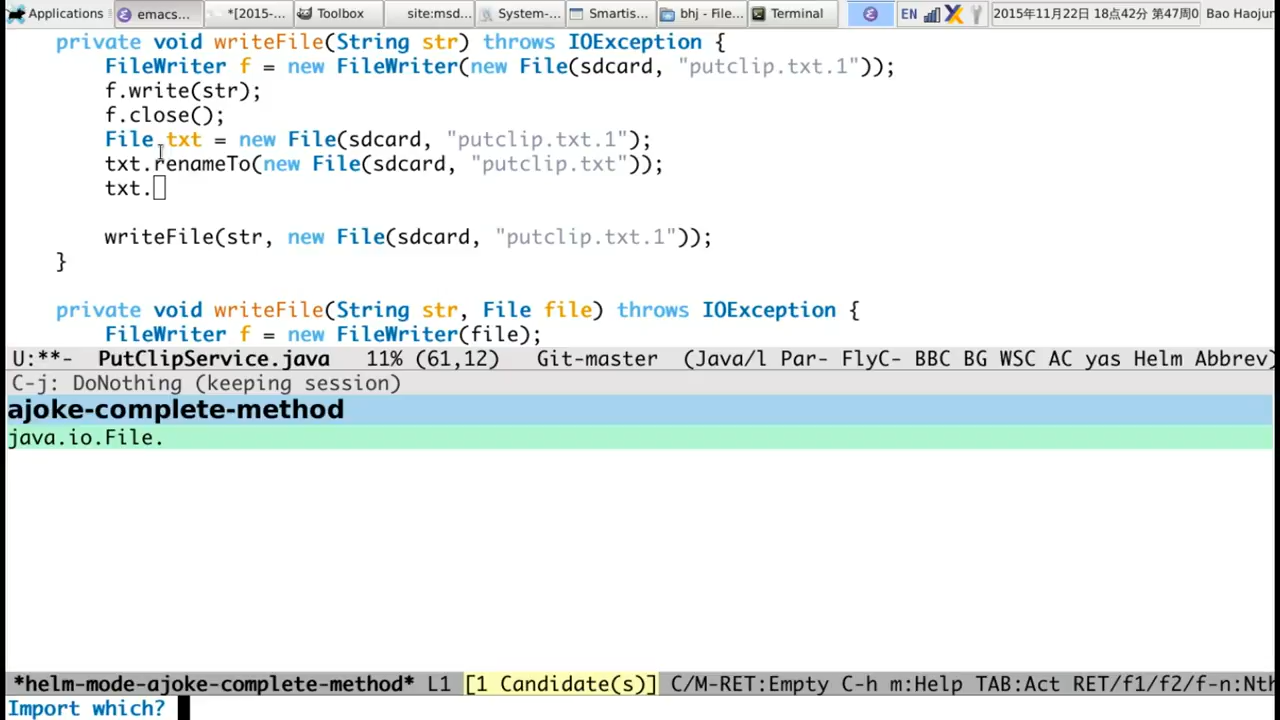 Applications emacs... *[2015-... Toolbox site:msd... System-... Smartis... bhj - File... Terminal EN 2015年11月22日 18点42分 第47周0 Bao Haojun
private void writeFile(String str) throws IOException {
FileWriter f = new FileWriter(new File(sdcard, "putclip.txt.1"));
f.write(str);
f.close();
File txt = new File(sdcard, "putclip.txt.1");
txt.renameTo(new File(sdcard, "putclip.txt"));
txt.
writeFile(str, new File(sdcard, "putclip.txt.1"));
}
private void writeFile(String str, File file) throws IOException {
FileWriter f = new FileWriter(file);
U:**- PutClipService.java 11% (61,12) Git-master (Java/l Par- FlyC- BBC BG WSC AC yas Helm Abbrev)
C-j: DoNothing (keeping session)
ajoke-complete-method
java.io.File.
*helm-mode-ajoke-complete-method* L1 [1 Candidate(s)] C/M-RET:Empty C-h m:Help TAB:Act RET/f1/f2/f-n:Nth
Import which?